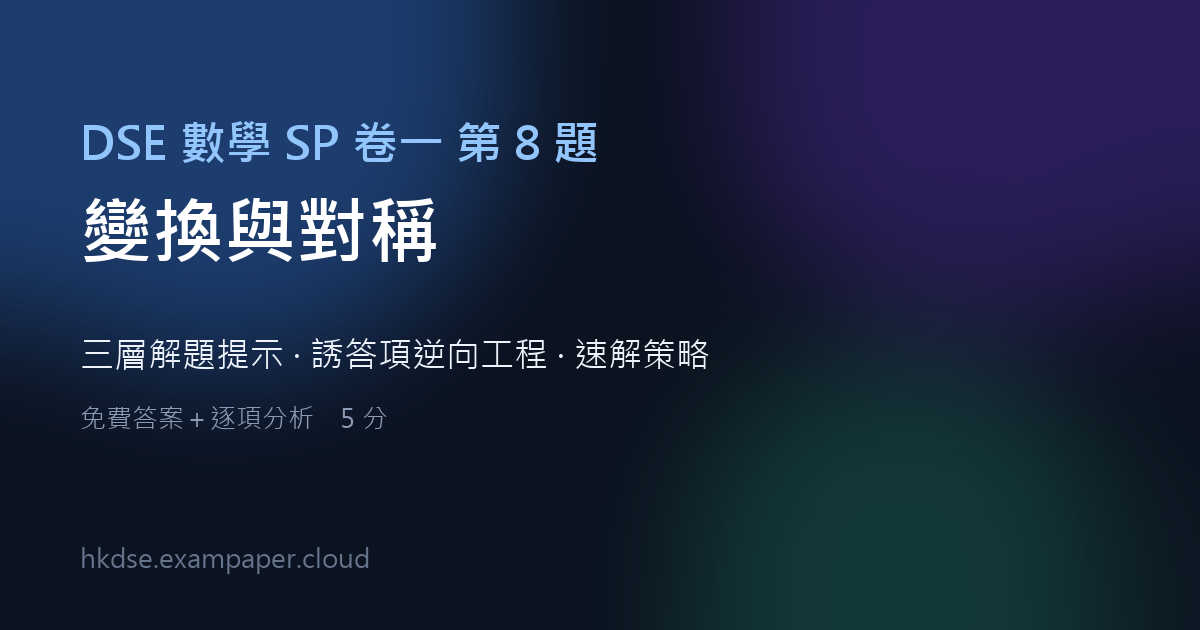 DSE 數學 SP 卷一 第 8 題
變換與對稱
三層解題提示 · 誘答項逆向工程 · 速解策略
免費答案 + 逐項分析 5 分
hkdse.exampaper.cloud